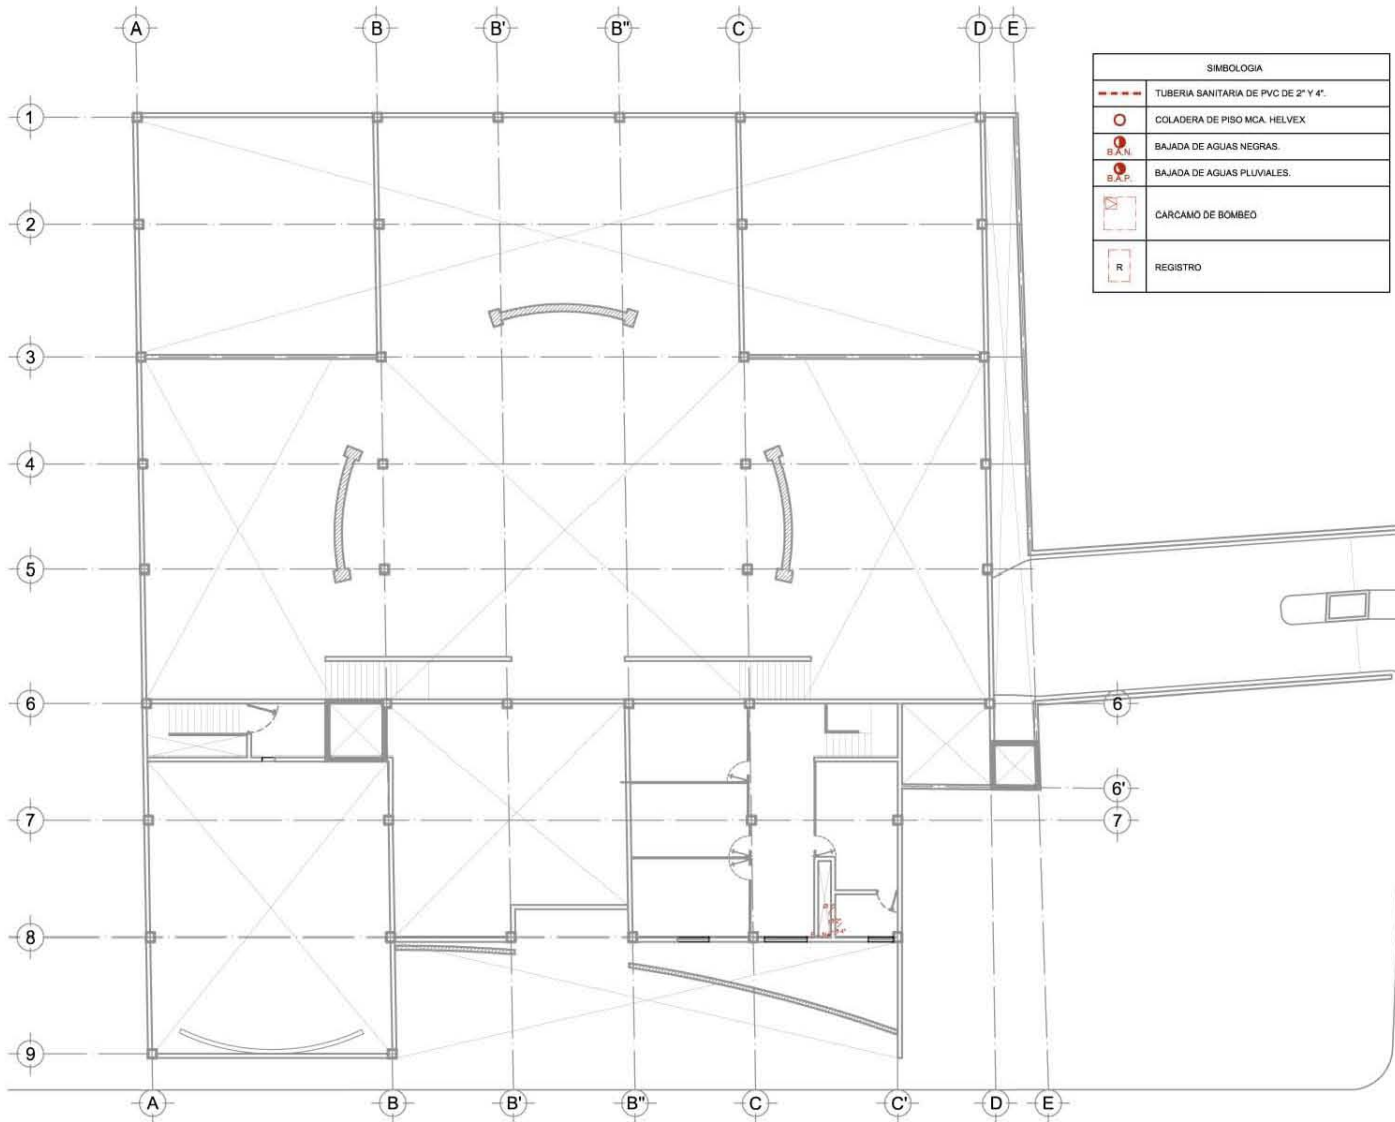 A B B' B" C D E
SIMBOLOGIA
TUBERIA SANITARIA DE PVC DE 2" Y 4".
COLADERA DE PISO MCA. HELVEX
B.A.N. BAJADA DE AGUAS NEGRAS.
B.A.P. BAJADA DE AGUAS PLUVIALES.
CARCAMO DE BOMBEO
R REGISTRO
1
2
3
4
5
6 6
6'
7 7
8
9
A B B' B" C C' D E